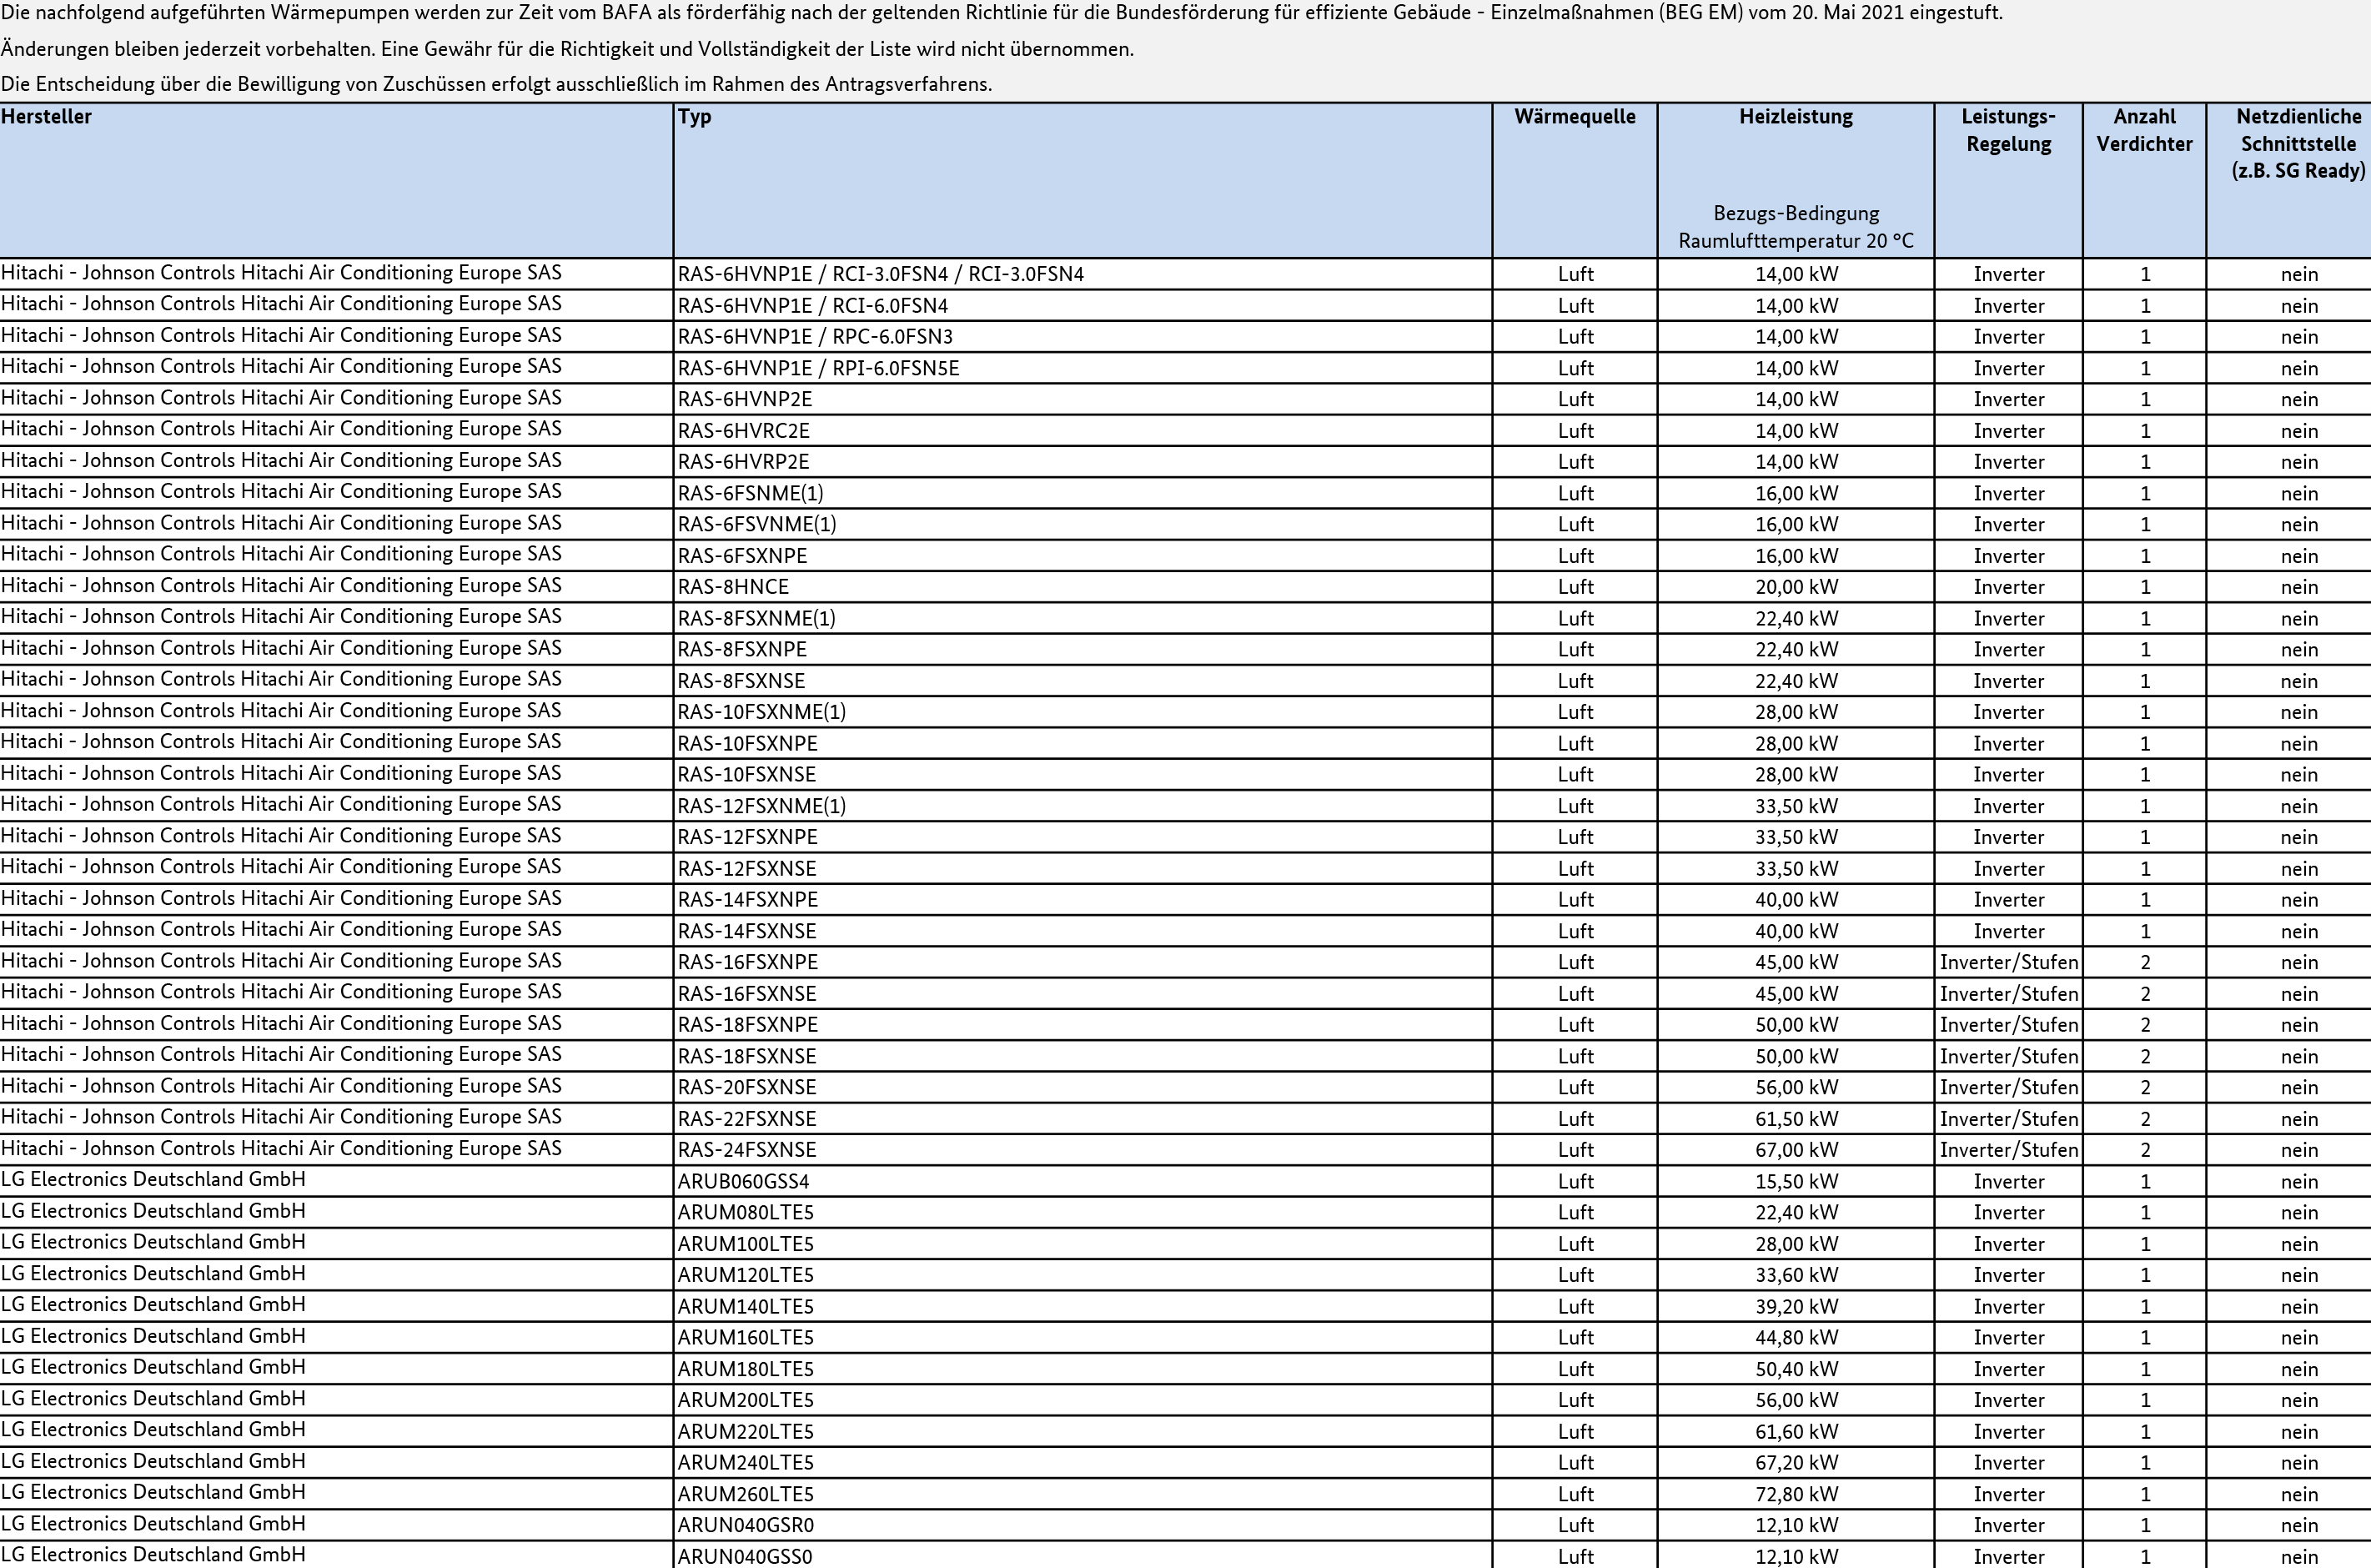 Die nachfolgend aufgeführten Wärmepumpen werden zur Zeit vom BAFA als förderfähig nach der geltenden Richtlinie für die Bundesförderung für effiziente Gebäude - Einzelmaßnahmen (BEG EM) vom 20. Mai 2021 eingestuft.
Änderungen bleiben jederzeit vorbehalten. Eine Gewähr für die Richtigkeit und Vollständigkeit der Liste wird nicht übernommen.
Die Entscheidung über die Bewilligung von Zuschüssen erfolgt ausschließlich im Rahmen des Antragsverfahrens.
Hersteller Typ Wärmequelle Heizleistung Leistungs- Anzahl Netzdienliche
Regelung Verdichter Schnittstelle
(z.B. SG Ready)
Bezugs-Bedingung
Raumlufttemperatur 20 °C
Hitachi - Johnson Controls Hitachi Air Conditioning Europe SAS RAS-6HVNP1E / RCI-3.0FSN4 / RCI-3.0FSN4 Luft 14,00 kW Inverter 1 nein
Hitachi - Johnson Controls Hitachi Air Conditioning Europe SAS RAS-6HVNP1E / RCI-6.0FSN4 Luft 14,00 kW Inverter 1 nein
Hitachi - Johnson Controls Hitachi Air Conditioning Europe SAS RAS-6HVNP1E / RPC-6.0FSN3 Luft 14,00 kW Inverter 1 nein
Hitachi - Johnson Controls Hitachi Air Conditioning Europe SAS RAS-6HVNP1E / RPI-6.0FSN5E Luft 14,00 kW Inverter 1 nein
Hitachi - Johnson Controls Hitachi Air Conditioning Europe SAS RAS-6HVNP2E Luft 14,00 kW Inverter 1 nein
Hitachi - Johnson Controls Hitachi Air Conditioning Europe SAS RAS-6HVRC2E Luft 14,00 kW Inverter 1 nein
Hitachi - Johnson Controls Hitachi Air Conditioning Europe SAS RAS-6HVRP2E Luft 14,00 kW Inverter 1 nein
Hitachi - Johnson Controls Hitachi Air Conditioning Europe SAS RAS-6FSNME(1) Luft 16,00 kW Inverter 1 nein
Hitachi - Johnson Controls Hitachi Air Conditioning Europe SAS RAS-6FSVNME(1) Luft 16,00 kW Inverter 1 nein
Hitachi - Johnson Controls Hitachi Air Conditioning Europe SAS RAS-6FSXNPE Luft 16,00 kW Inverter 1 nein
Hitachi - Johnson Controls Hitachi Air Conditioning Europe SAS RAS-8HNCE Luft 20,00 kW Inverter 1 nein
Hitachi - Johnson Controls Hitachi Air Conditioning Europe SAS RAS-8FSXNME(1) Luft 22,40 kW Inverter 1 nein
Hitachi - Johnson Controls Hitachi Air Conditioning Europe SAS RAS-8FSXNPE Luft 22,40 kW Inverter 1 nein
Hitachi - Johnson Controls Hitachi Air Conditioning Europe SAS RAS-8FSXNSE Luft 22,40 kW Inverter 1 nein
Hitachi - Johnson Controls Hitachi Air Conditioning Europe SAS RAS-10FSXNME(1) Luft 28,00 kW Inverter 1 nein
Hitachi - Johnson Controls Hitachi Air Conditioning Europe SAS RAS-10FSXNPE Luft 28,00 kW Inverter 1 nein
Hitachi - Johnson Controls Hitachi Air Conditioning Europe SAS RAS-10FSXNSE Luft 28,00 kW Inverter 1 nein
Hitachi - Johnson Controls Hitachi Air Conditioning Europe SAS RAS-12FSXNME(1) Luft 33,50 kW Inverter 1 nein
Hitachi - Johnson Controls Hitachi Air Conditioning Europe SAS RAS-12FSXNPE Luft 33,50 kW Inverter 1 nein
Hitachi - Johnson Controls Hitachi Air Conditioning Europe SAS RAS-12FSXNSE Luft 33,50 kW Inverter 1 nein
Hitachi - Johnson Controls Hitachi Air Conditioning Europe SAS RAS-14FSXNPE Luft 40,00 kW Inverter 1 nein
Hitachi - Johnson Controls Hitachi Air Conditioning Europe SAS RAS-14FSXNSE Luft 40,00 kW Inverter 1 nein
Hitachi - Johnson Controls Hitachi Air Conditioning Europe SAS RAS-16FSXNPE Luft 45,00 kW Inverter/Stufen 2 nein
Hitachi - Johnson Controls Hitachi Air Conditioning Europe SAS RAS-16FSXNSE Luft 45,00 kW Inverter/Stufen 2 nein
Hitachi - Johnson Controls Hitachi Air Conditioning Europe SAS RAS-18FSXNPE Luft 50,00 kW Inverter/Stufen 2 nein
Hitachi - Johnson Controls Hitachi Air Conditioning Europe SAS RAS-18FSXNSE Luft 50,00 kW Inverter/Stufen 2 nein
Hitachi - Johnson Controls Hitachi Air Conditioning Europe SAS RAS-20FSXNSE Luft 56,00 kW Inverter/Stufen 2 nein
Hitachi - Johnson Controls Hitachi Air Conditioning Europe SAS RAS-22FSXNSE Luft 61,50 kW Inverter/Stufen 2 nein
Hitachi - Johnson Controls Hitachi Air Conditioning Europe SAS RAS-24FSXNSE Luft 67,00 kW Inverter/Stufen 2 nein
LG Electronics Deutschland GmbH ARUB060GSS4 Luft 15,50 kW Inverter 1 nein
LG Electronics Deutschland GmbH ARUM080LTE5 Luft 22,40 kW Inverter 1 nein
LG Electronics Deutschland GmbH ARUM100LTE5 Luft 28,00 kW Inverter 1 nein
LG Electronics Deutschland GmbH ARUM120LTE5 Luft 33,60 kW Inverter 1 nein
LG Electronics Deutschland GmbH ARUM140LTE5 Luft 39,20 kW Inverter 1 nein
LG Electronics Deutschland GmbH ARUM160LTE5 Luft 44,80 kW Inverter 1 nein
LG Electronics Deutschland GmbH ARUM180LTE5 Luft 50,40 kW Inverter 1 nein
LG Electronics Deutschland GmbH ARUM200LTE5 Luft 56,00 kW Inverter 1 nein
LG Electronics Deutschland GmbH ARUM220LTE5 Luft 61,60 kW Inverter 1 nein
LG Electronics Deutschland GmbH ARUM240LTE5 Luft 67,20 kW Inverter 1 nein
LG Electronics Deutschland GmbH ARUM260LTE5 Luft 72,80 kW Inverter 1 nein
LG Electronics Deutschland GmbH ARUN040GSR0 Luft 12,10 kW Inverter 1 nein
LG Electronics Deutschland GmbH ARUN040GSS0 Luft 12,10 kW Inverter 1 nein